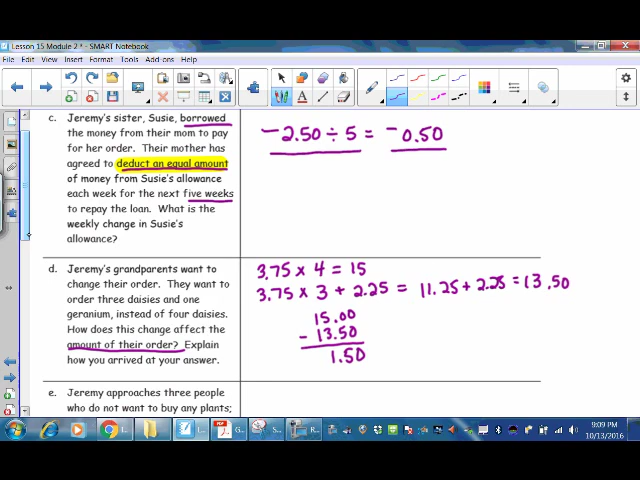 Lesson 15 Module 2 * - SMART Notebook
File Edit View Insert Format Tools Add-ons Help
c. Jeremy's sister, Susie, borrowed
the money from their mom to pay
for her order. Their mother has
agreed to deduct an equal amount
of money from Susie's allowance
each week for the next five weeks
to repay the loan. What is the
weekly change in Susie's
allowance?
-2.50 ÷ 5 = -0.50
d. Jeremy's grandparents want to
change their order. They want to
order three daisies and one
geranium, instead of four daisies.
How does this change affect the
amount of their order? Explain
how you arrived at your answer.
3.75 x 4 = 15
3.75 x 3 + 2.25 = 11.25 + 2.25 = 13.50
15.00
- 13.50
1.50
e. Jeremy approaches three people
who do not want to buy any plants;
9:09 PM
10/13/2016